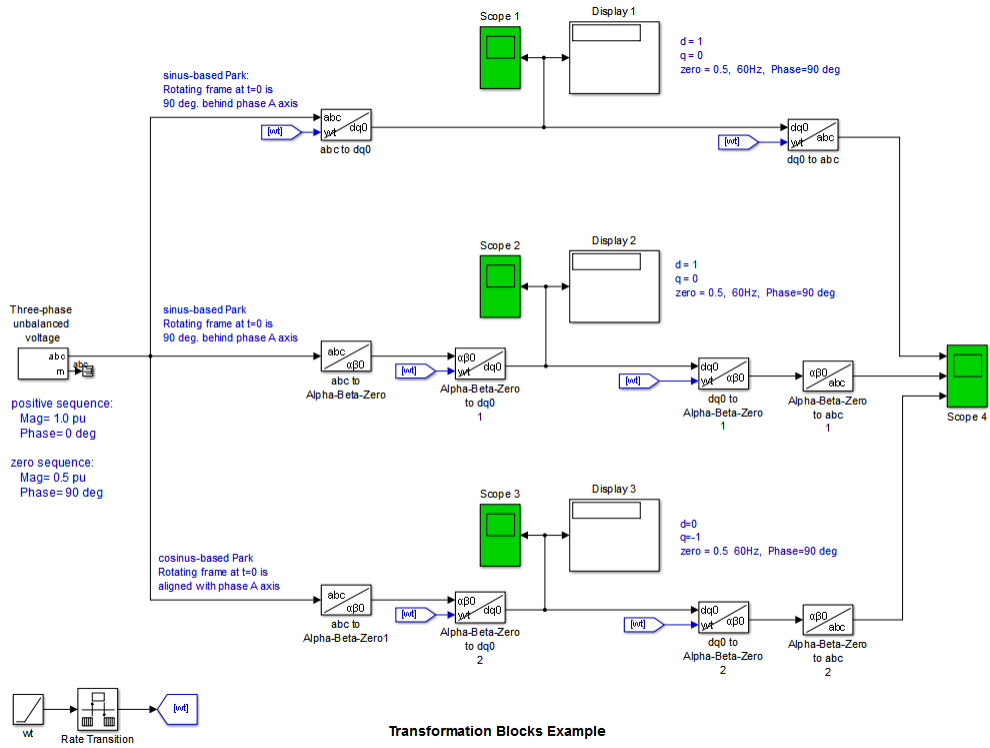 Scope 1
Display 1
d = 1
q = 0
zero = 0.5, 60Hz, Phase=90 deg
sinus-based Park:
Rotating frame at t=0 is
90 deg. behind phase A axis
abc
wt
dq0
[wt]
abc to dq0
dq0
wt
abc
[wt]
dq0 to abc
Scope 2
Display 2
d = 1
q = 0
zero = 0.5, 60Hz, Phase=90 deg
Three-phase
unbalanced
voltage
abc
m
abc
sinus-based Park
Rotating frame at t=0 is
90 deg. behind phase A axis
abc
αβ0
abc to
Alpha-Beta-Zero
[wt]
αβ0
wt
dq0
Alpha-Beta-Zero
to dq0
1
[wt]
dq0
wt
αβ0
dq0 to
Alpha-Beta-Zero
1
αβ0
abc
Alpha-Beta-Zero
to abc
1
Scope 4
positive sequence:
Mag= 1.0 pu
Phase= 0 deg
zero sequence:
Mag= 0.5 pu
Phase= 90 deg
Scope 3
Display 3
d=0
q=-1
zero = 0.5 60Hz, Phase=90 deg
cosinus-based Park
Rotating frame at t=0 is
aligned with phase A axis
abc
αβ0
abc to
Alpha-Beta-Zero1
[wt]
αβ0
wt
dq0
Alpha-Beta-Zero
to dq0
2
[wt]
dq0
wt
αβ0
dq0 to
Alpha-Beta-Zero
2
αβ0
abc
Alpha-Beta-Zero
to abc
2
wt
Rate Transition
[wt]
Transformation Blocks Example